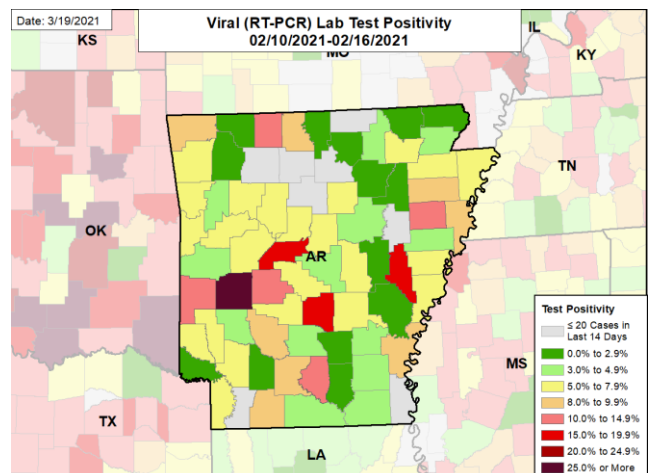 Date: 3/19/2021
Viral (RT-PCR) Lab Test Positivity
02/10/2021-02/16/2021
KS
MO
IL
KY
TN
OK
AR
MS
TX
LA
Test Positivity
≤ 20 Cases in
Last 14 Days
0.0% to 2.9%
3.0% to 4.9%
5.0% to 7.9%
8.0% to 9.9%
10.0% to 14.9%
15.0% to 19.9%
20.0% to 24.9%
25.0% or More